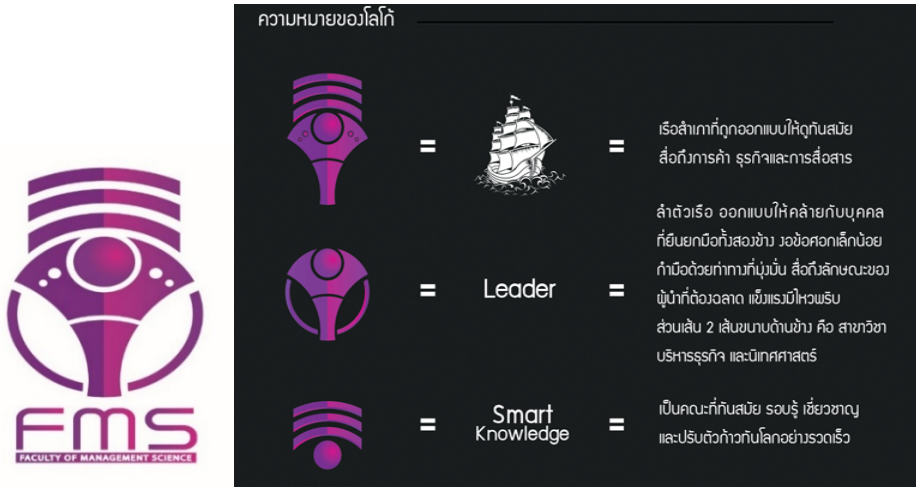 ความหมายของโลโก้
=
=
เรือสำเภาที่ถูกออกแบบให้ดูทันสมัย
สื่อถึงการค้า ธุรกิจและการสื่อสาร
=
Leader
=
ลำตัวเรือ ออกแบบให้คล้ายกับบุคคล
ที่ยืนยกมือทั้งสองข้าง งอข้อศอกเล็กน้อย
กำมือด้วยท่าทางที่มุ่งมั่น สื่อถึงลักษณะของ
ผู้นำที่ต้องฉลาด แข็งแรงมีไหวพริบ
ส่วนเส้น 2 เส้นขนาบด้านข้าง คือ สาขาวิชา
บริหารธุรกิจ และนิเทศศาสตร์
=
Smart
Knowledge
=
เป็นคณะที่ทันสมัย รอบรู้ เชี่ยวชาญ
และปรับตัวก้าวทันโลกอย่างรวดเร็ว
FMS
FACULTY OF MANAGEMENT SCIENCE